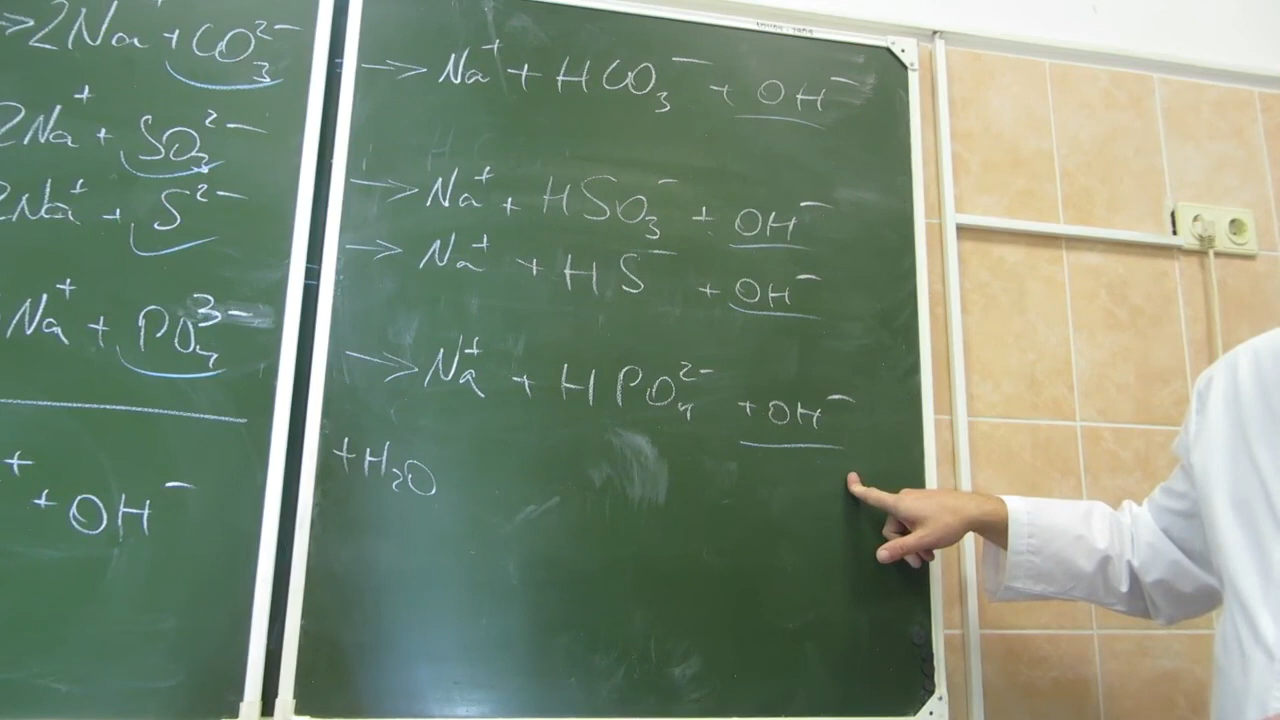 → 2Na⁺ + CO₃²⁻
2Na⁺ + SO₃²⁻
2Na⁺ + S²⁻
Na⁺ + PO₄³⁻
+ + OH⁻
→ Na⁺ + HCO₃⁻ + OH⁻
→ Na⁺ + HSO₃⁻ + OH⁻
→ Na⁺ + HS⁻ + OH⁻
→ Na⁺ + HPO₄²⁻ + OH⁻
+ H₂O